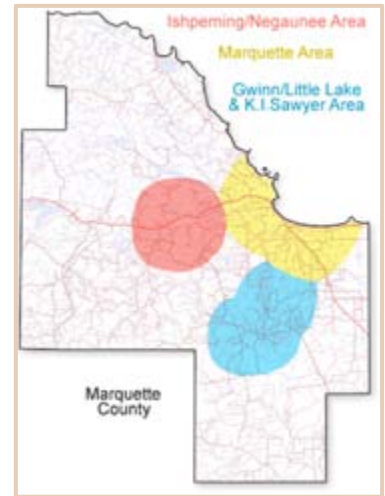 Ishpeming/Negaunee Area
Marquette Area
Gwinn/Little Lake
& K.I.Sawyer Area
Marquette
County